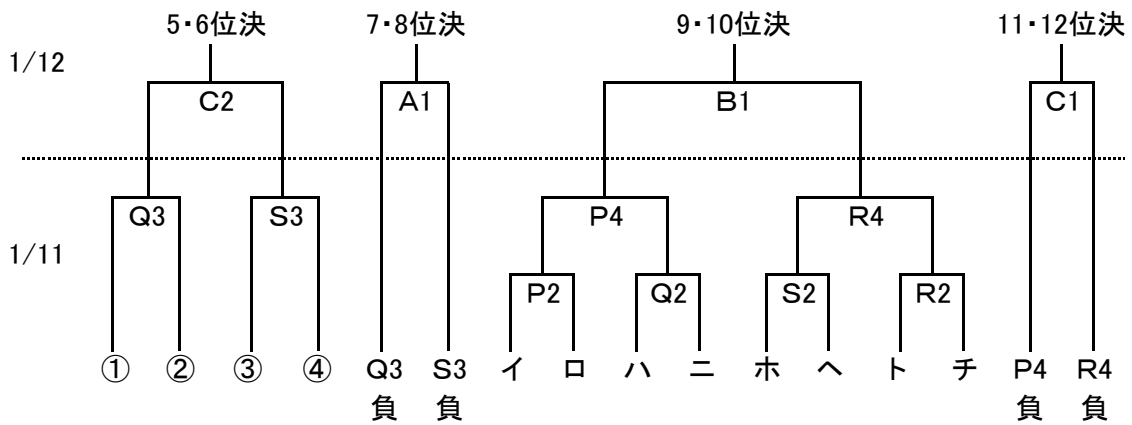 5・6位決 7・8位決 9・10位決 11・12位決
1/12
C2 A1 B1 C1
Q3 S3 P4 R4
1/11
P2 Q2 S2 R2
① ② ③ ④ Q3 S3 イ ロ ハ ニ ホ ヘ ト チ P4 R4
負 負 負 負